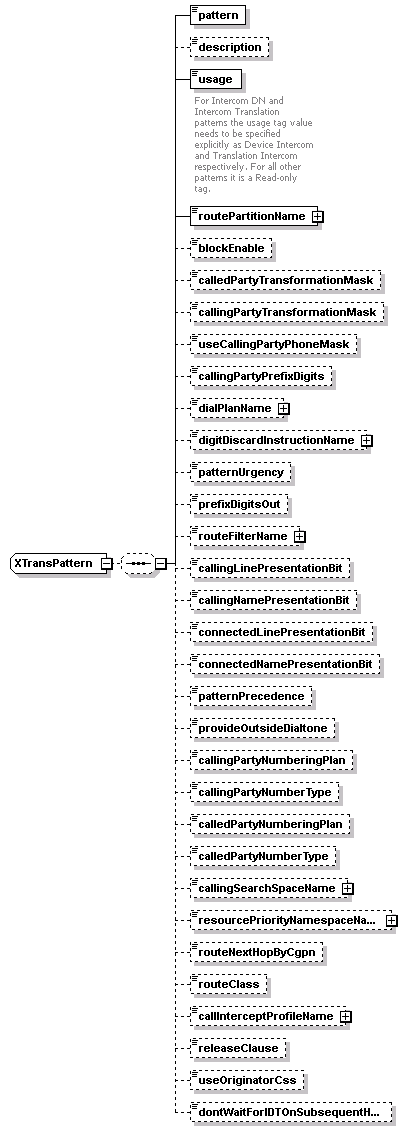 pattern
description
usage
For Intercom DN and
Intercom Translation
patterns the usage tag value
needs to be specified
explicitly as Device Intercom
and Translation Intercom
respectively. For all other
patterns it is a Read-only
tag.
routePartitionName
blockEnable
calledPartyTransformationMask
callingPartyTransformationMask
useCallingPartyPhoneMask
callingPartyPrefixDigits
dialPlanName
digitDiscardInstructionName
patternUrgency
prefixDigitsOut
routeFilterName
XTransPattern
callingLinePresentationBit
callingNamePresentationBit
connectedLinePresentationBit
connectedNamePresentationBit
patternPrecedence
provideOutsideDialtone
callingPartyNumberingPlan
callingPartyNumberType
calledPartyNumberingPlan
calledPartyNumberType
callingSearchSpaceName
resourcePriorityNamespaceNa...
routeNextHopByCgpn
routeClass
callInterceptProfileName
releaseClause
useOriginatorCss
dontWaitForIDTOnSubsequentH...